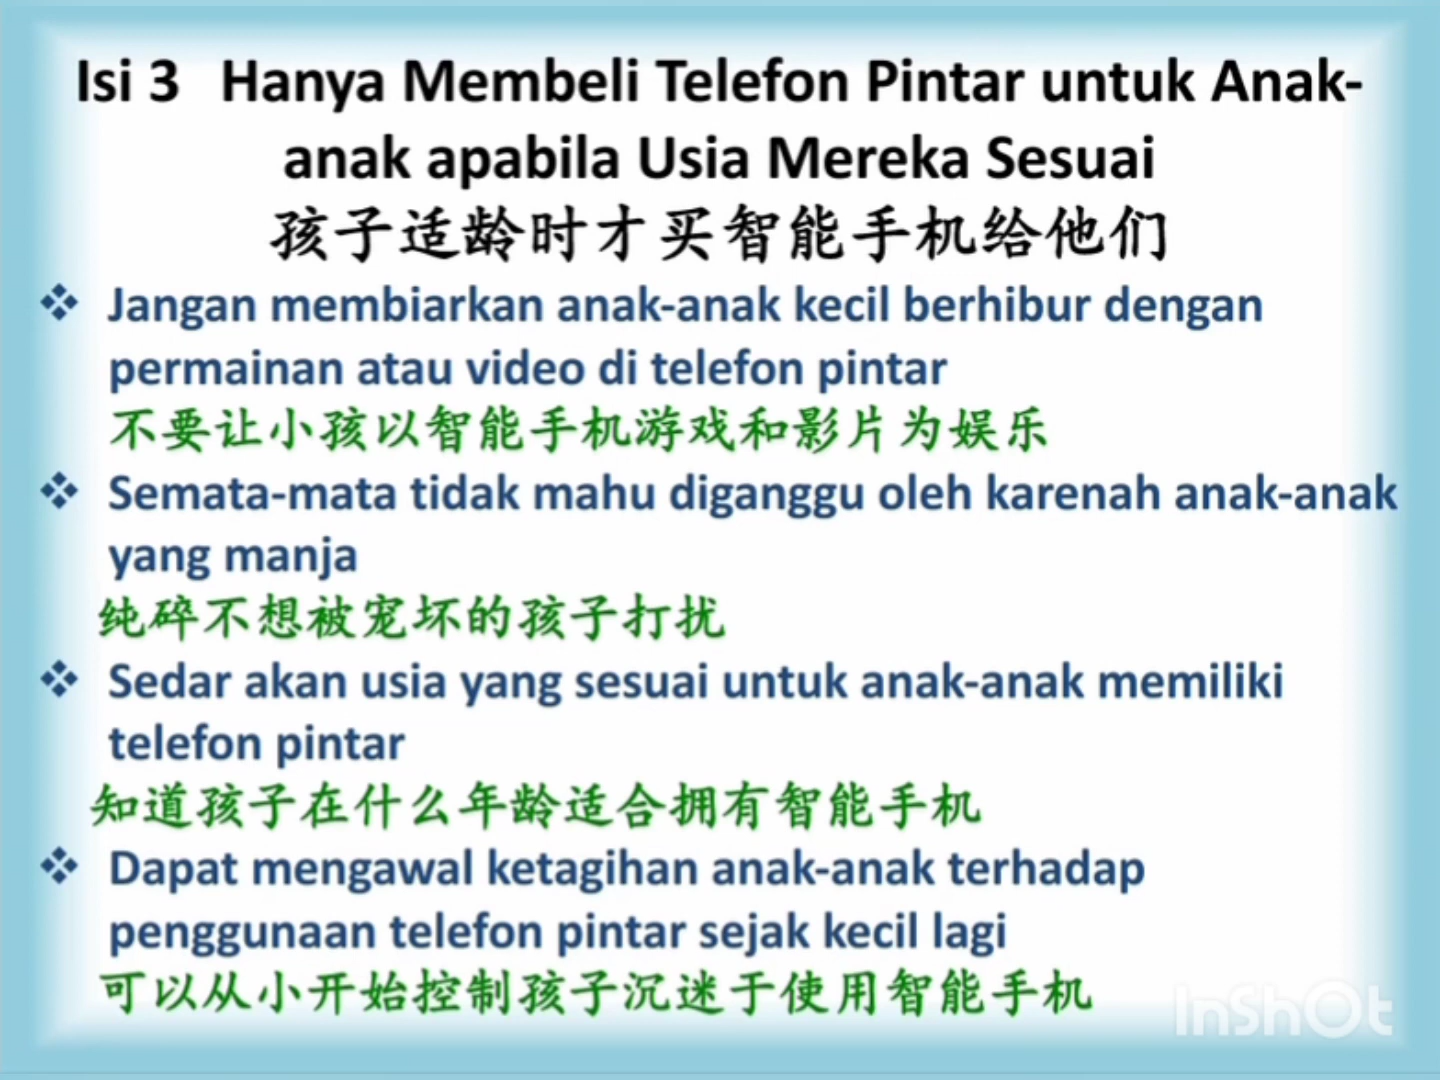 Isi 3 Hanya Membeli Telefon Pintar untuk Anak-
anak apabila Usia Mereka Sesuai
孩子适龄时才买智能手机给他们
❖ Jangan membiarkan anak-anak kecil berhibur dengan
permainan atau video di telefon pintar
不要让小孩以智能手机游戏和影片为娱乐
❖ Semata-mata tidak mahu diganggu oleh karenah anak-anak
yang manja
纯碎不想被宠坏的孩子打扰
❖ Sedar akan usia yang sesuai untuk anak-anak memiliki
telefon pintar
知道孩子在什么年龄适合拥有智能手机
❖ Dapat mengawal ketagihan anak-anak terhadap
penggunaan telefon pintar sejak kecil lagi
可以从小开始控制孩子沉迷于使用智能手机
InShOt